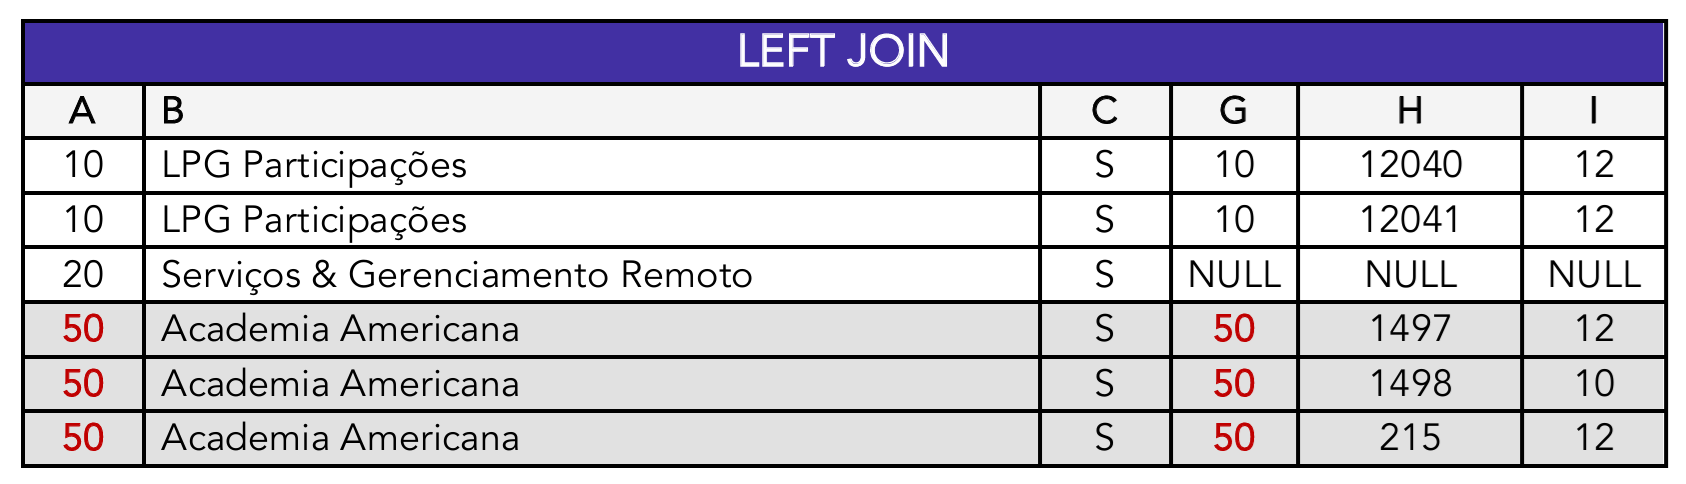 LEFT JOIN
A B C G H I
10 LPG Participações S 10 12040 12
10 LPG Participações S 10 12041 12
20 Serviços & Gerenciamento Remoto S NULL NULL NULL
50 Academia Americana S 50 1497 12
50 Academia Americana S 50 1498 10
50 Academia Americana S 50 215 12